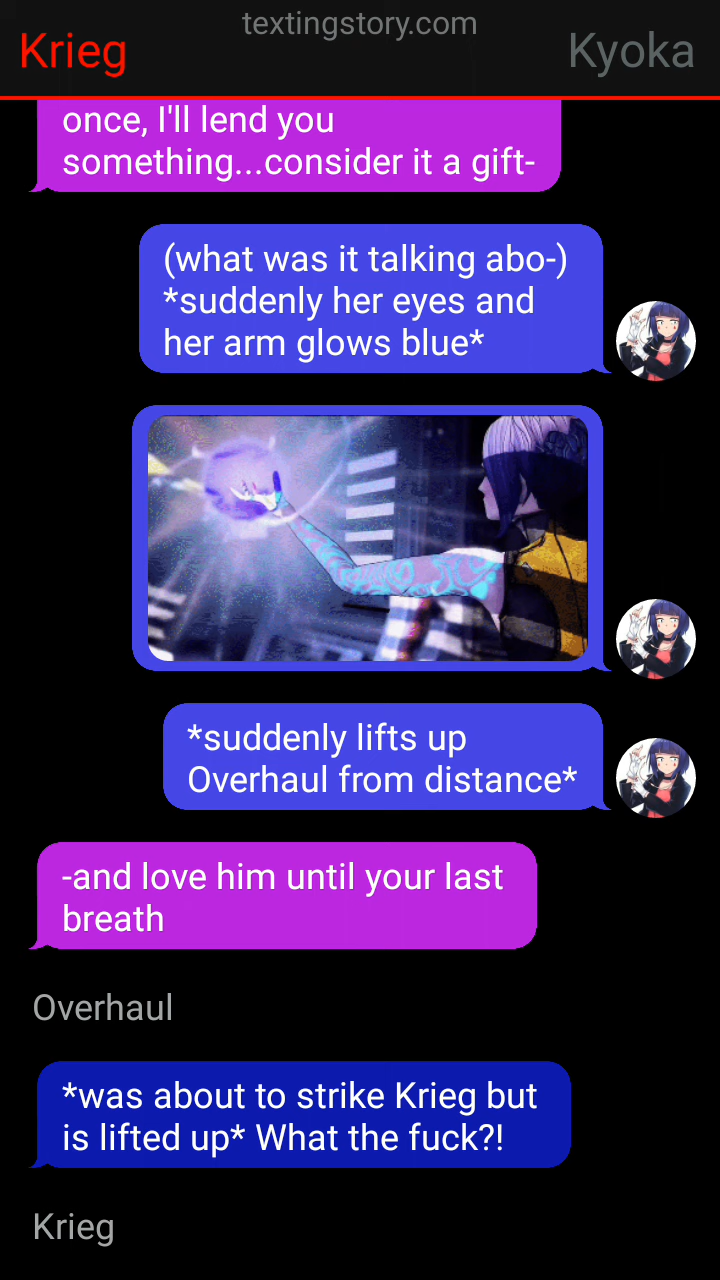 textingstory.com
Krieg
Kyoka
once, I'll lend you
something...consider it a gift-
(what was it talking abo-)
*suddenly her eyes and
her arm glows blue*
*suddenly lifts up
Overhaul from distance*
-and love him until your last
breath
Overhaul
*was about to strike Krieg but
is lifted up* What the fuck?!
Krieg